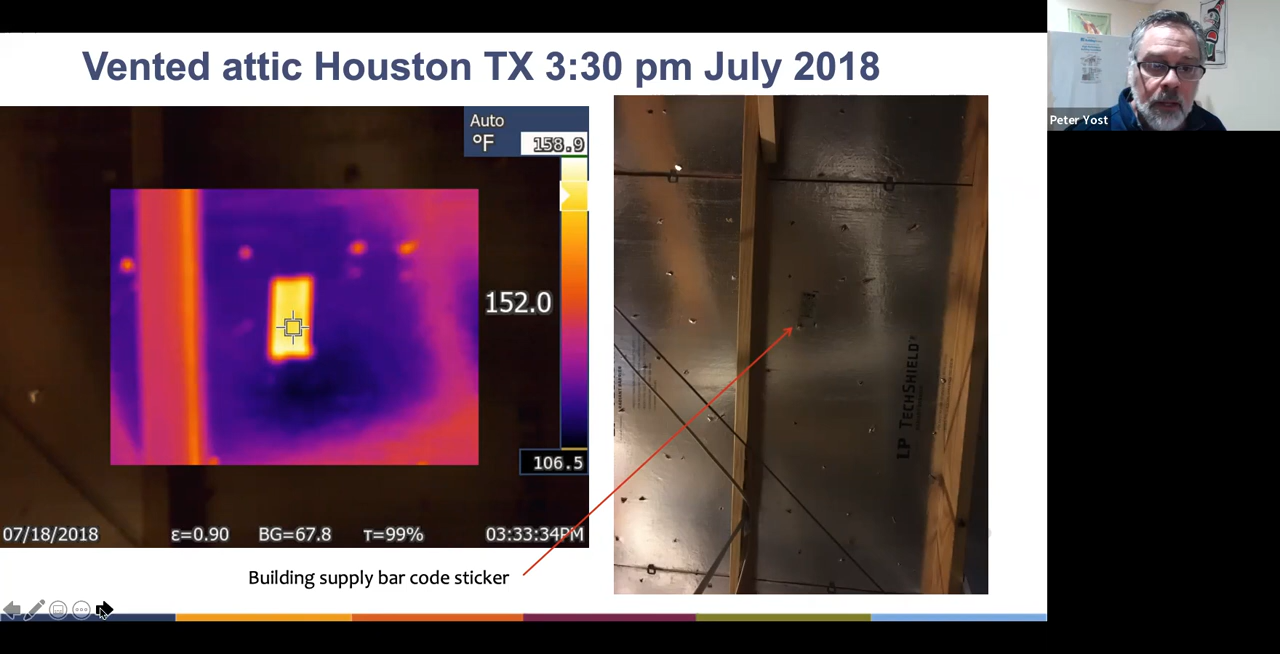 Vented attic Houston TX 3:30 pm July 2018
Auto
°F
158.9
152.0
106.5
07/18/2018 ε=0.90 BG=67.8 τ=99% 03:33:34PM
LP TECHSHIELD
Building supply bar code sticker
Peter Yost